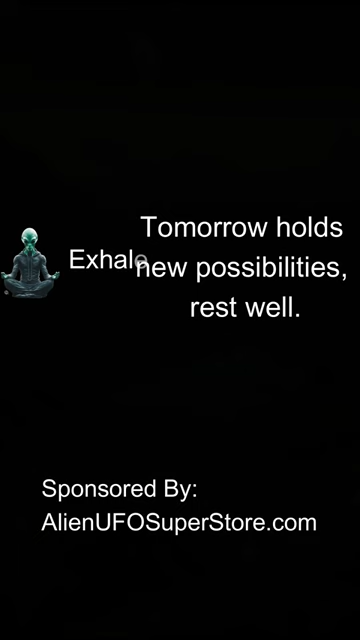 Tomorrow holds
Exhale
new possibilities,
rest well.
Sponsored By:
AlienUFOSuperStore.com